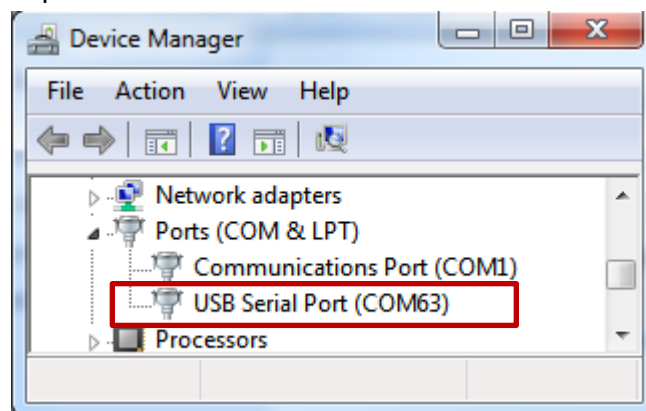 Device Manager
File Action View Help
Network adapters
Ports (COM & LPT)
Communications Port (COM1)
USB Serial Port (COM63)
Processors